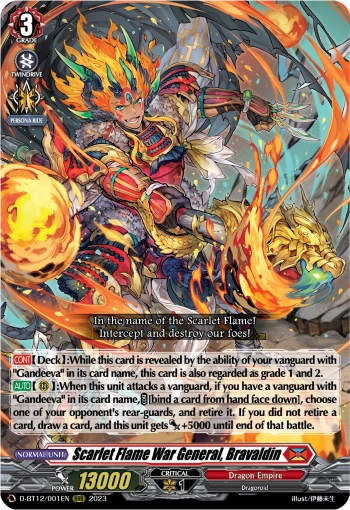 3
GRADE
TWINDRIVE
PERSONA RIDE
In the name of the Scarlet Flame!
Intercept and destroy our foes!
CONT【Deck】:While this card is revealed by the ability of your vanguard with
"Gandeeva" in its card name, this card is also regarded as grade 1 and 2.
AUTO【 】:When this unit attacks a vanguard, if you have a vanguard with
"Gandeeva" in its card name, [bind a card from hand face down], choose
one of your opponent's rear-guards, and retire it. If you did not retire a
card, draw a card, and this unit gets +5000 until end of that battle.
NORMAL UNIT Scarlet Flame War General, Bravaldin
POWER 13000 CRITICAL 1 Dragon Empire
Dragoroid
D-BT12/001EN RRR 2023 illust/伊藤未生